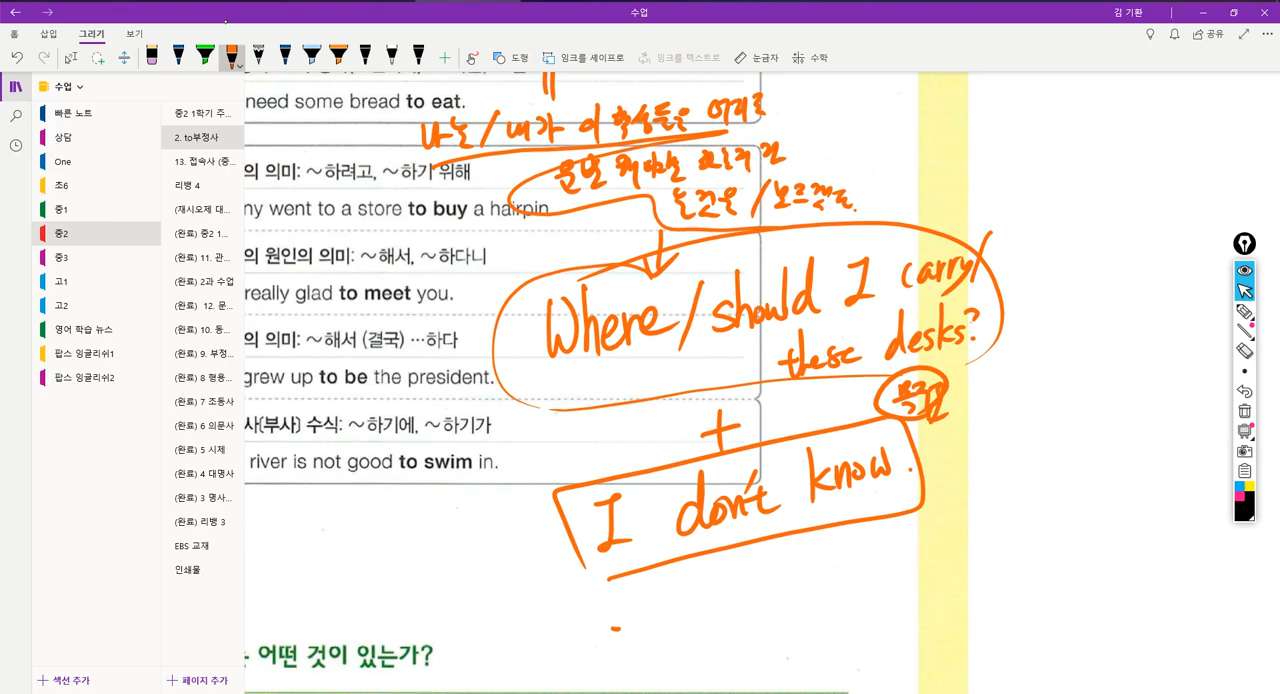 수업
김 기환
홈 삽입 그리기 보기
공유
도형 잉크를 셰이프로 잉크를 텍스트로 눈금자 수학
수업
빠른 노트
상담
One
초6
중1
중2
중3
고1
고2
영어 학습 뉴스
팝스 잉글리쉬1
팝스 잉글리쉬2
섹션 추가
중2 1학기 주...
2. to부정사
13. 접속사 (중...
리뱅 4
(재시오제 대...
(완료) 중2 1...
(완료) 11. 관...
(완료) 2과 수업
(완료) 12. 문...
(완료) 10. 동...
(완료) 9. 부정...
(완료) 8 형용...
(완료) 7 조동사
(완료) 6 의문사
(완료) 5 시제
(완료) 4 대명사
(완료) 3 명사...
(완료) 리뱅 3
EBS 교재
인쇄물
페이지 추가
need some bread to eat.
나는 / 내가 이 을
의 의미: ~하려고, ~하기 위해
ny went to a store to buy a hairpin
의 원인의 의미: ~해서, ~하다니
really glad to meet you.
의 의미: ~해서 (결국) …하다
grew up to be the president.
사(부사) 수식: ~하기에, ~하기가
river is not good to swim in.
Where / should I carry /
these desks?
+
I don't know.
어떤 것이 있는가?